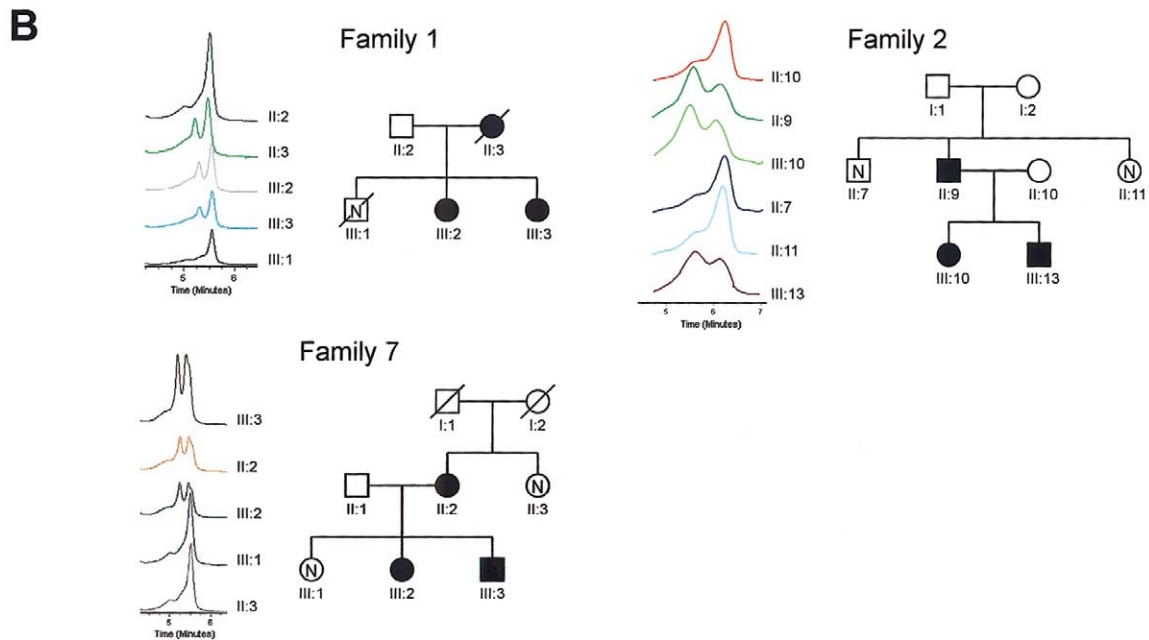 B
Family 1
II:2
II:3
III:2
III:3
III:1
5
6
Time (Minutes)
II:2
II:3
N
III:1
III:2
III:3
Family 2
II:10
II:9
III:10
II:7
II:11
III:13
5
6
7
Time (Minutes)
I:1
I:2
N
N
II:7
II:9
II:10
II:11
III:10
III:13
Family 7
III:3
II:2
III:2
III:1
II:3
5
6
Time (Minutes)
I:1
I:2
N
II:1
II:2
II:3
N
III:1
III:2
III:3